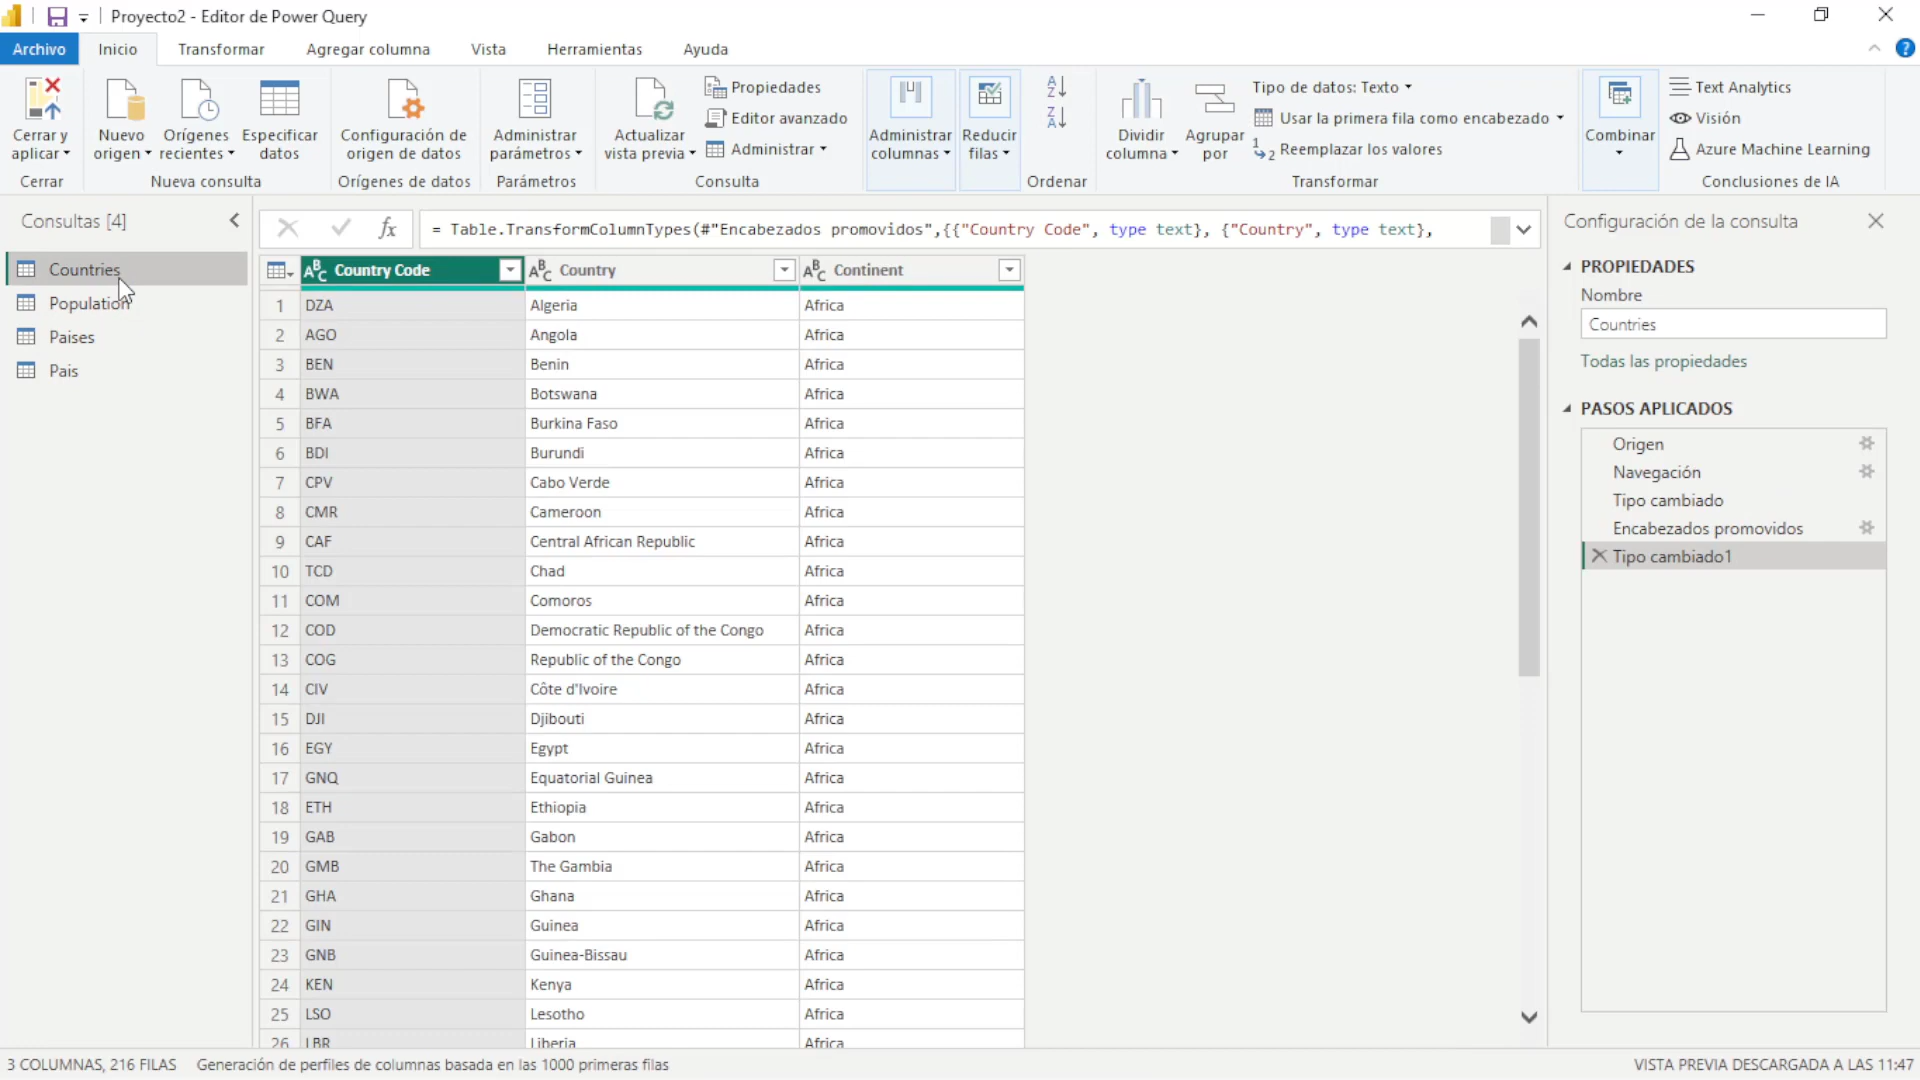 Proyecto2 - Editor de Power Query
Archivo Inicio Transformar Agregar columna Vista Herramientas Ayuda
Cerrar y aplicar
Cerrar
Nuevo origen
Orígenes recientes
Especificar datos
Nueva consulta
Configuración de origen de datos
Orígenes de datos
Administrar parámetros
Parámetros
Actualizar vista previa
Propiedades
Editor avanzado
Administrar
Consulta
Administrar columnas
Reducir filas
Ordenar
Dividir columna
Agrupar por
Tipo de datos: Texto
Usar la primera fila como encabezado
Reemplazar los valores
Transformar
Combinar
Text Analytics
Visión
Azure Machine Learning
Conclusiones de IA
Consultas [4]
Countries
Population
Paises
Pais
fx = Table.TransformColumnTypes(#"Encabezados promovidos",{{"Country Code", type text}, {"Country", type text},
Country Code Country Continent
1 DZA Algeria Africa
2 AGO Angola Africa
3 BEN Benin Africa
4 BWA Botswana Africa
5 BFA Burkina Faso Africa
6 BDI Burundi Africa
7 CPV Cabo Verde Africa
8 CMR Cameroon Africa
9 CAF Central African Republic Africa
10 TCD Chad Africa
11 COM Comoros Africa
12 COD Democratic Republic of the Congo Africa
13 COG Republic of the Congo Africa
14 CIV Côte d'Ivoire Africa
15 DJI Djibouti Africa
16 EGY Egypt Africa
17 GNQ Equatorial Guinea Africa
18 ETH Ethiopia Africa
19 GAB Gabon Africa
20 GMB The Gambia Africa
21 GHA Ghana Africa
22 GIN Guinea Africa
23 GNB Guinea-Bissau Africa
24 KEN Kenya Africa
25 LSO Lesotho Africa
26 LBR Liberia Africa
Configuración de la consulta
PROPIEDADES
Nombre
Countries
Todas las propiedades
PASOS APLICADOS
Origen
Navegación
Tipo cambiado
Encabezados promovidos
Tipo cambiado1
3 COLUMNAS, 216 FILAS Generación de perfiles de columnas basada en las 1000 primeras filas
VISTA PREVIA DESCARGADA A LAS 11:47